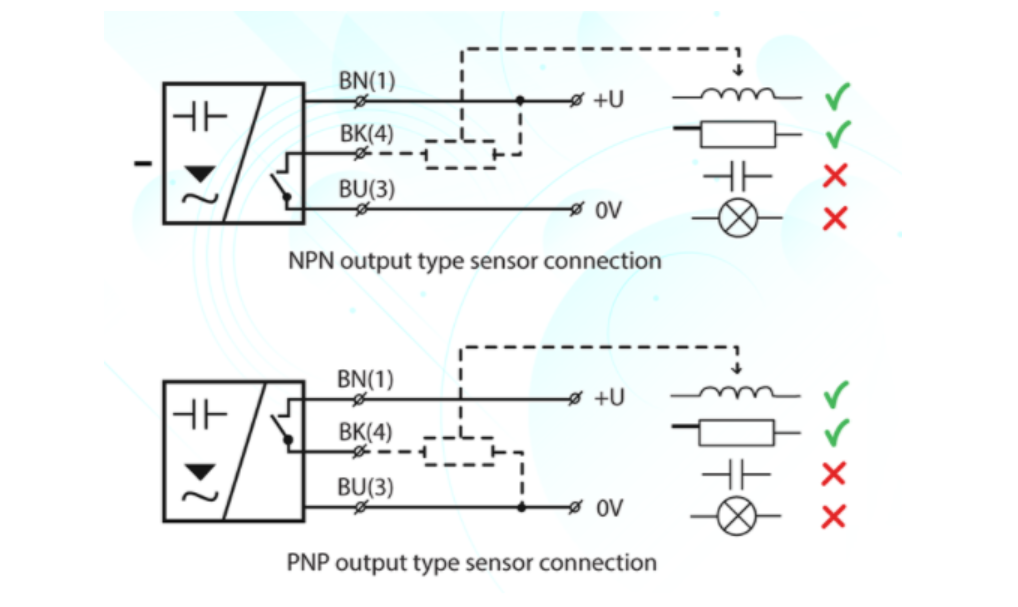 BN(1)
+U
BK(4)
BU(3)
0V
NPN output type sensor connection
BN(1)
+U
BK(4)
BU(3)
0V
PNP output type sensor connection